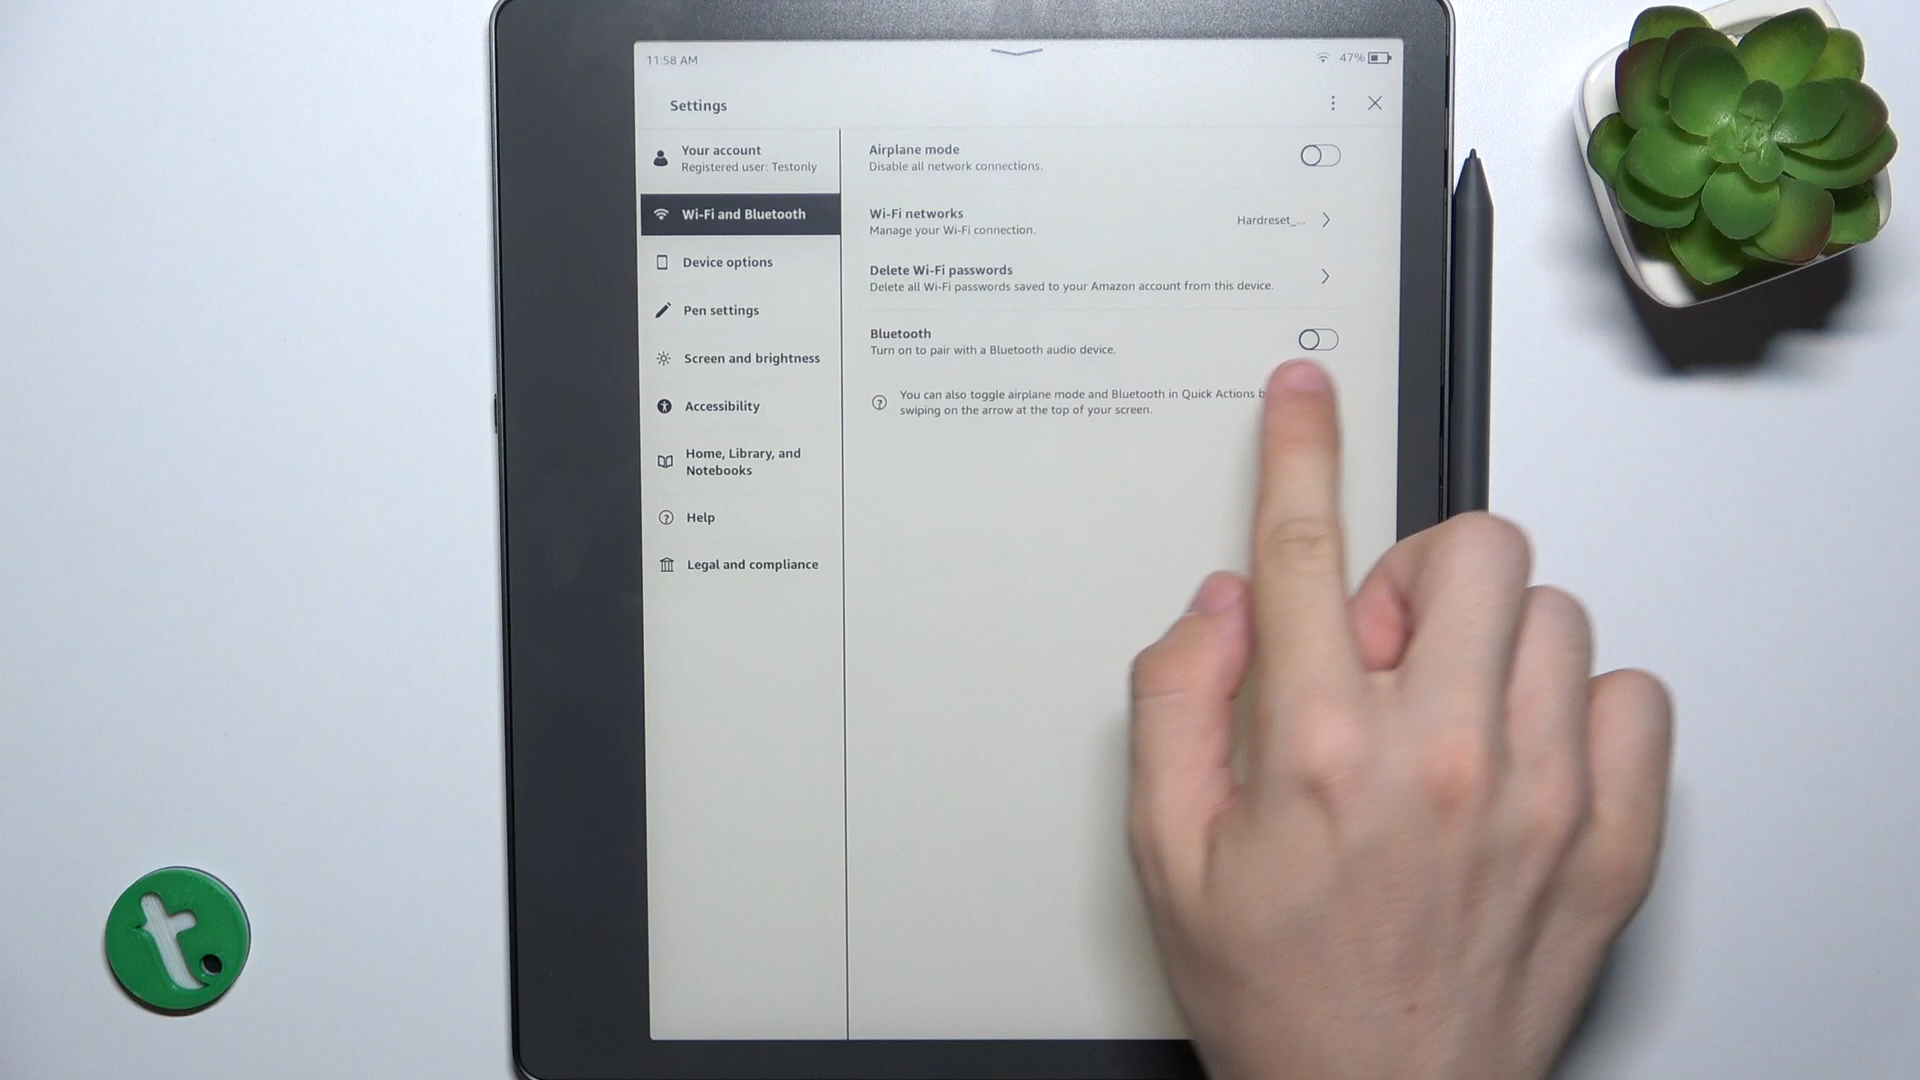 11:58 AM
47%
Settings
Your account
Registered user: Testonly
Wi-Fi and Bluetooth
Device options
Pen settings
Screen and brightness
Accessibility
Home, Library, and
Notebooks
Help
Legal and compliance
Airplane mode
Disable all network connections.
Wi-Fi networks
Manage your Wi-Fi connection.
Hardreset_...
Delete Wi-Fi passwords
Delete all Wi-Fi passwords saved to your Amazon account from this device.
Bluetooth
Turn on to pair with a Bluetooth audio device.
You can also toggle airplane mode and Bluetooth in Quick Actions
swiping on the arrow at the top of your screen.
t.